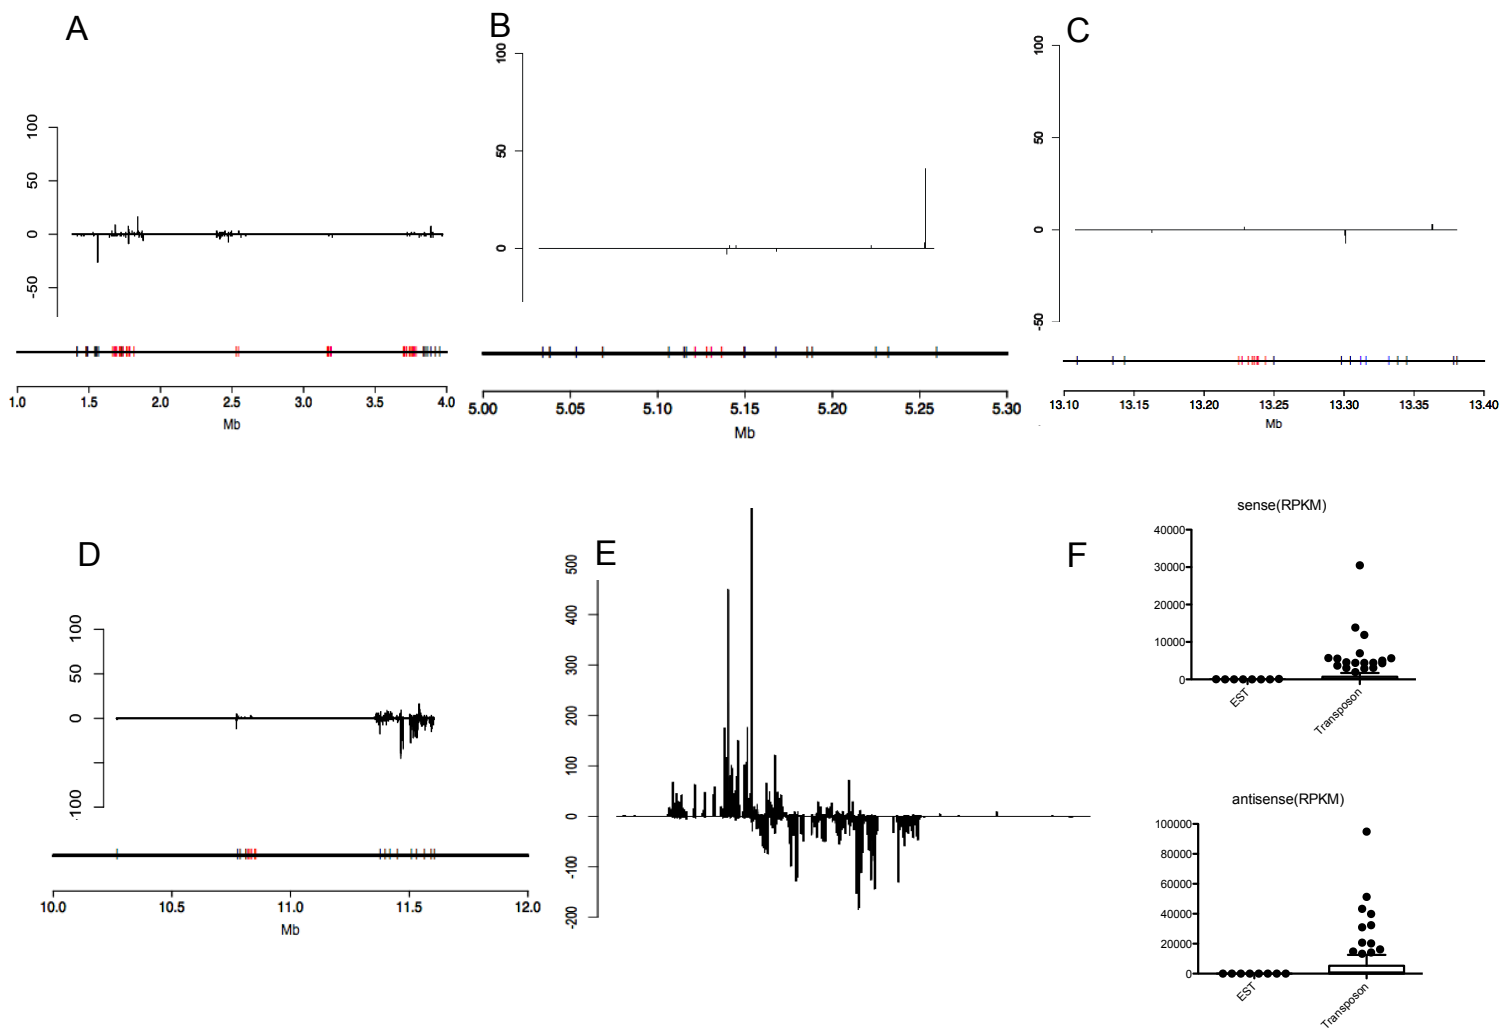 A
100
50
0
-50
1.0 1.5 2.0 2.5 3.0 3.5 4.0
Mb
B
100
50
0
5.00 5.05 5.10 5.15 5.20 5.25 5.30
Mb
C
100
50
0
-50
13.10 13.15 13.20 13.25 13.30 13.35 13.40
Mb
D
100
50
0
-100
10.0 10.5 11.0 11.5 12.0
Mb
E
500
400
300
200
100
0
-100
-200
F
sense(RPKM)
40000
30000
20000
10000
0
EST
Transposon
antisense(RPKM)
100000
80000
60000
40000
20000
0
EST
Transposon